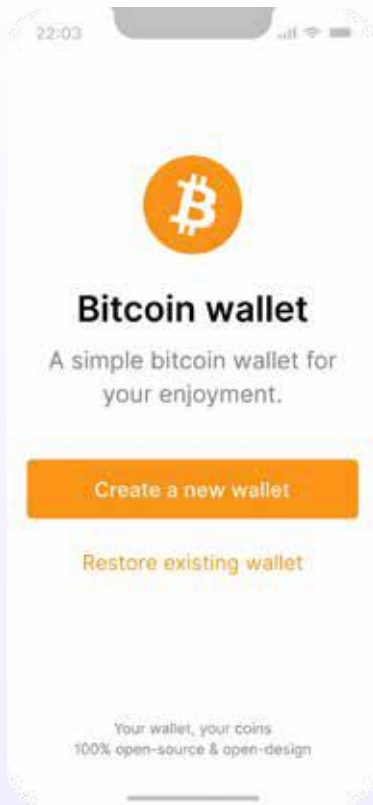 22:03
Bitcoin wallet
A simple bitcoin wallet for
your enjoyment.
Create a new wallet
Restore existing wallet
Your wallet, your coins
100% open-source & open-design